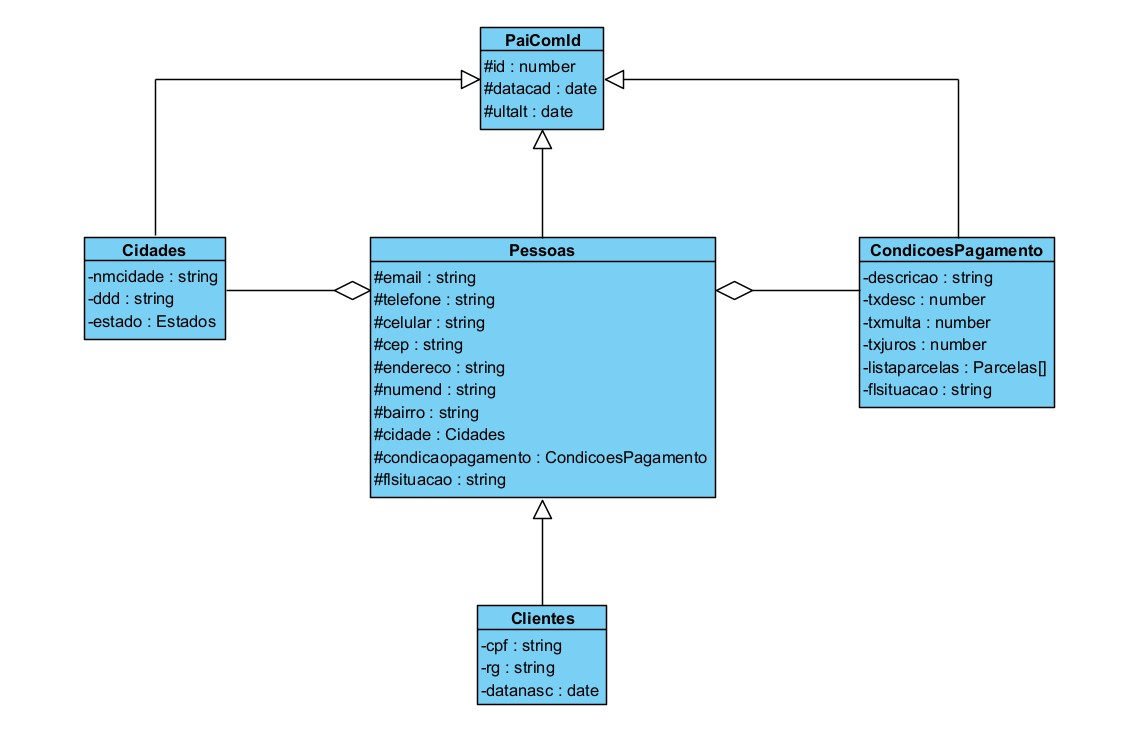 PaiComId
#id : number
#datacad : date
#ultalt : date
Cidades
-nmcidade : string
-ddd : string
-estado : Estados
Pessoas
#email : string
#telefone : string
#celular : string
#cep : string
#endereco : string
#numend : string
#bairro : string
#cidade : Cidades
#condicaopagamento : CondicoesPagamento
#flsituacao : string
CondicoesPagamento
-descricao : string
-txdesc : number
-txmulta : number
-txjuros : number
-listaparcelas : Parcelas[]
-flsituacao : string
Clientes
-cpf : string
-rg : string
-datanasc : date